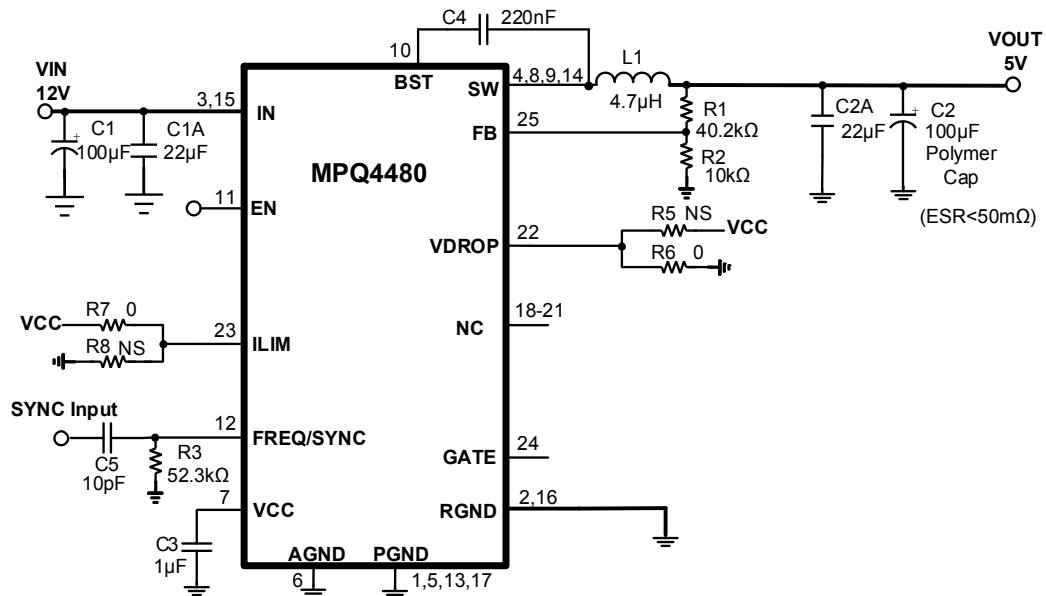 C4
220nF
10
BST
VIN
12V
3,15
IN
C1
100µF
+
C1A
22µF
11
EN
MPQ4480
4,8,9,14
SW
L1
4.7µH
VOUT
5V
25
FB
R1
40.2kΩ
R2
10kΩ
C2A
22µF
+
C2
100µF
Polymer
Cap
(ESR<50mΩ)
22
VDROP
R5 NS
VCC
R6 0
18-21
NC
VCC
R7 0
23
ILIM
R8 NS
SYNC Input
12
FREQ/SYNC
C5
10pF
R3
52.3kΩ
24
GATE
7
VCC
2,16
RGND
C3
1µF
AGND
PGND
6
1,5,13,17